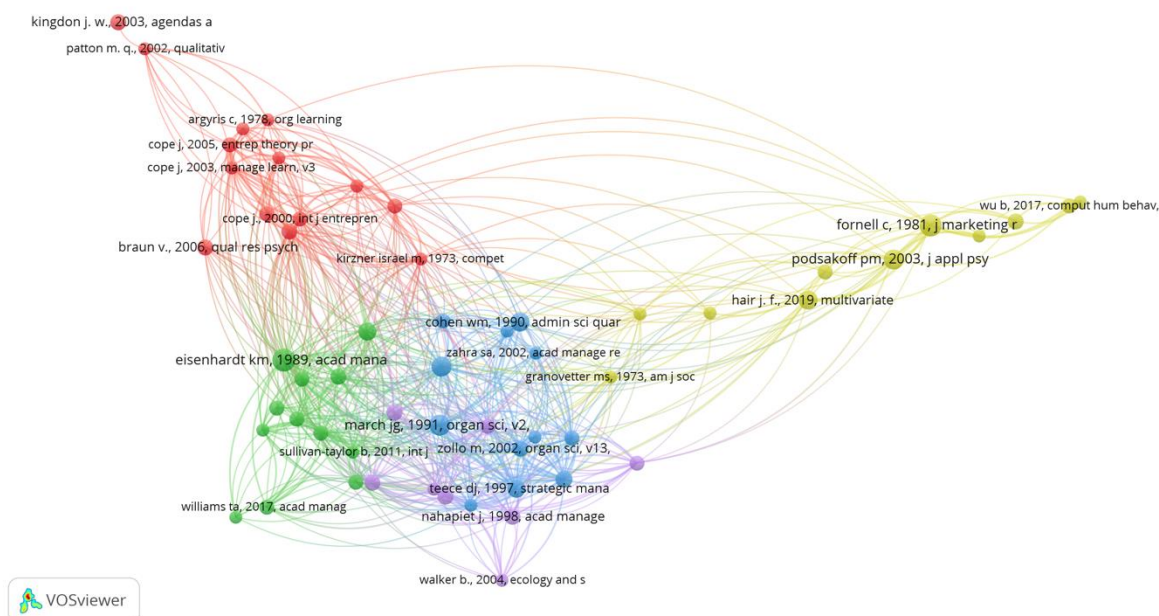 kingdon j. w., 2003, agendas a
patton m. q., 2002, qualitativ
argyris c, 1978, org learning
cope j, 2005, entrep theory pr
cope j, 2003, manage learn, v3
cope j., 2000, int j entrepren
wu b, 2017, comput hum behav,
fornell c, 1981, j marketing r
braun v., 2006, qual res psych
kirzner israel m, 1973, compet
podsakoff pm, 2003, j appl psy
hair j. f., 2019, multivariate
cohen wm, 1990, admin sci quar
zahra sa, 2002, acad manage re
eisenhardt km, 1989, acad mana
granovetter ms, 1973, am j soc
march jg, 1991, organ sci, v2,
zollo m, 2002, organ sci, v13,
sullivan-taylor b, 2011, int j
teece dj, 1997, strategic mana
williams ta, 2017, acad manag
nahapiet j, 1998, acad manage
walker b., 2004, ecology and s
VOSviewer